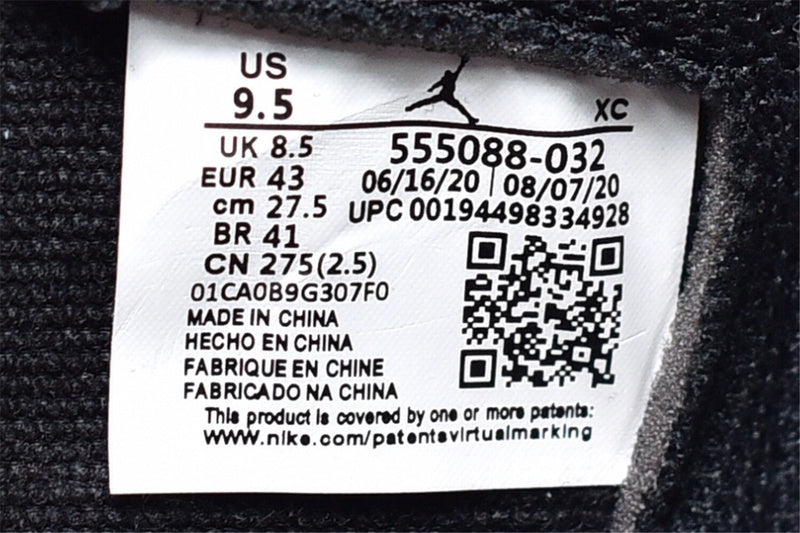 US
9.5
XC
UK 8.5
EUR 43
cm 27.5
BR 41
CN 275(2.5)
555088-032
06/16/20 | 08/07/20
UPC 00194498334928
01CA0B9G307F0
MADE IN CHINA
HECHO EN CHINA
FABRIQUE EN CHINE
FABRICADO NA CHINA
This product is covered by one or more patents:
www.nike.com/patentsvirtualmarking